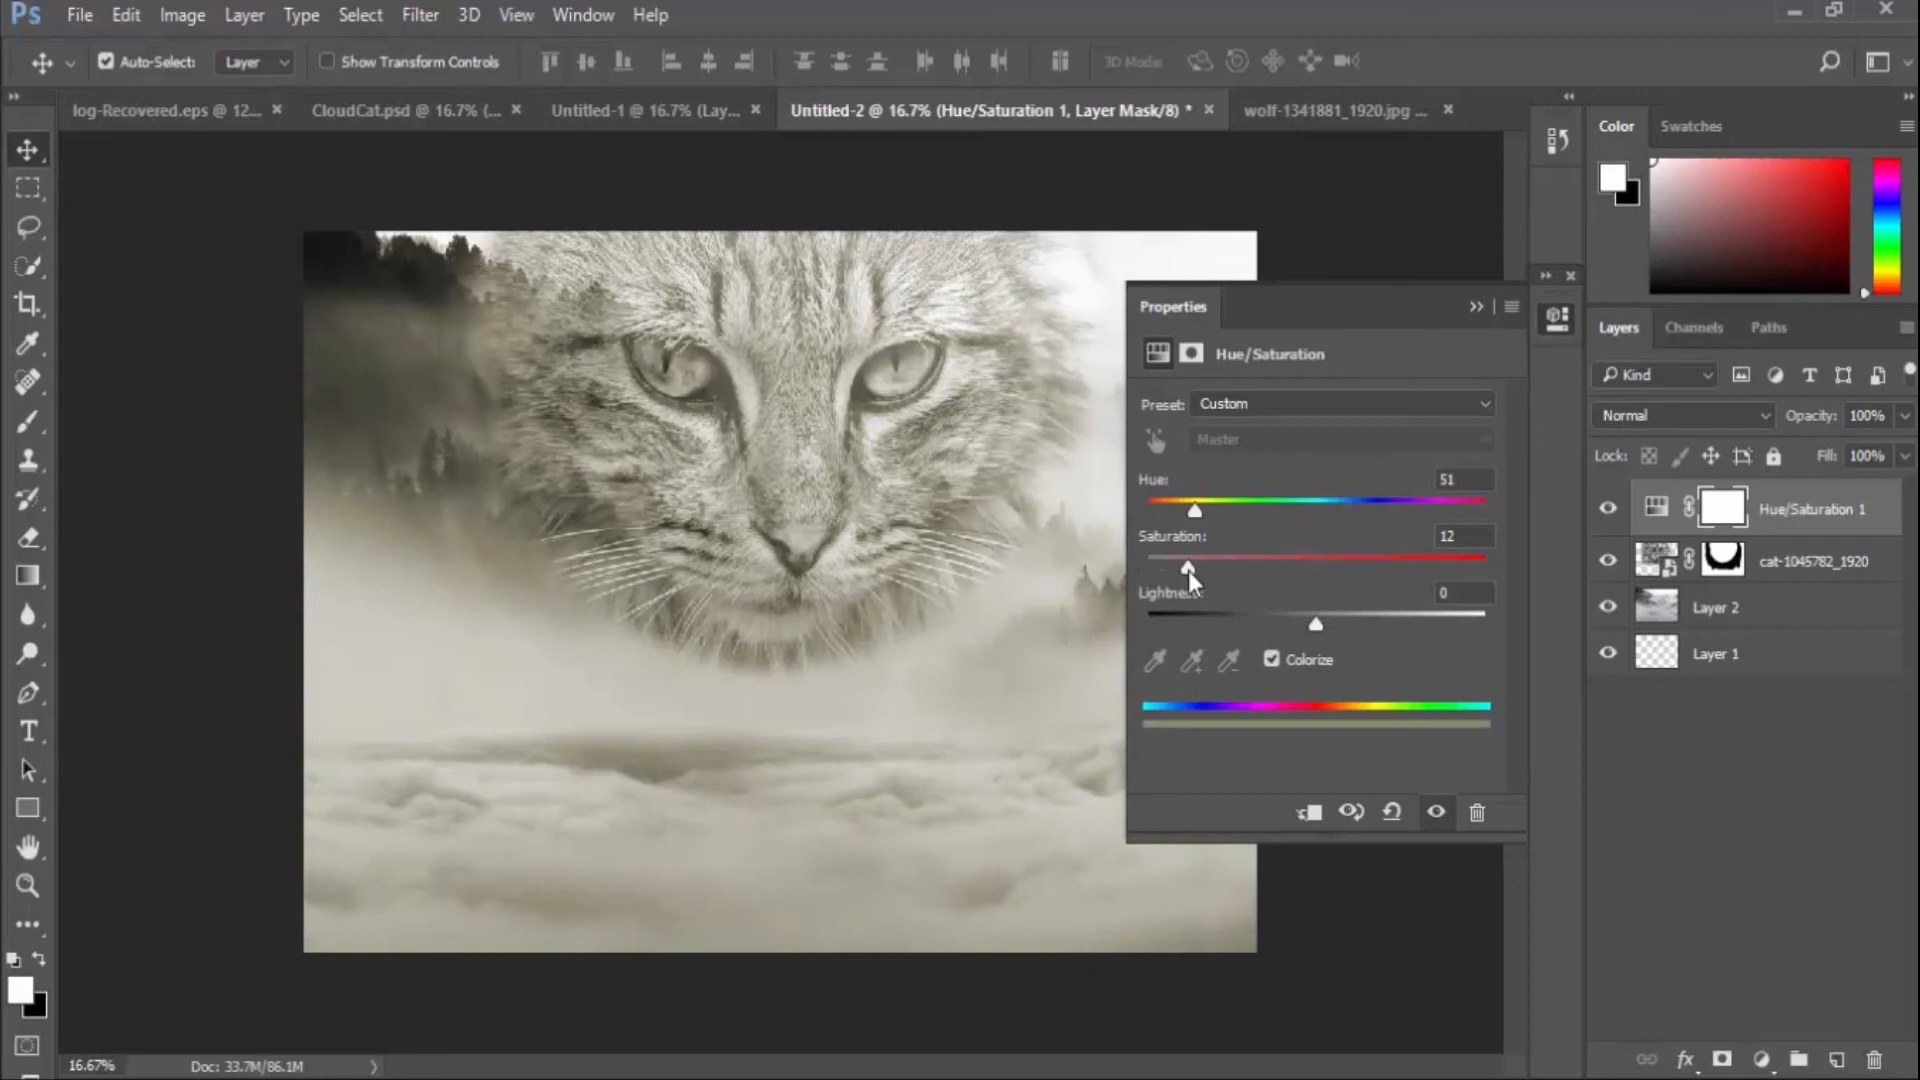 Ps File Edit Image Layer Type Select Filter 3D View Window Help
Auto-Select: Layer Show Transform Controls 3D Mode:
log-Recovered.eps @ 12... CloudCat.psd @ 16.7% (... Untitled-1 @ 16.7% (Lay... Untitled-2 @ 16.7% (Hue/Saturation 1, Layer Mask/8) * wolf-1341881_1920.jpg ...
Color Swatches
Properties
Hue/Saturation
Preset: Custom
Master
Hue: 51
Saturation: 12
Lightness: 0
Colorize
Layers Channels Paths
Kind
Normal Opacity: 100%
Lock: Fill: 100%
Hue/Saturation 1
cat-1045782_1920
Layer 2
Layer 1
fx
16.67% Doc: 33.7M/86.1M